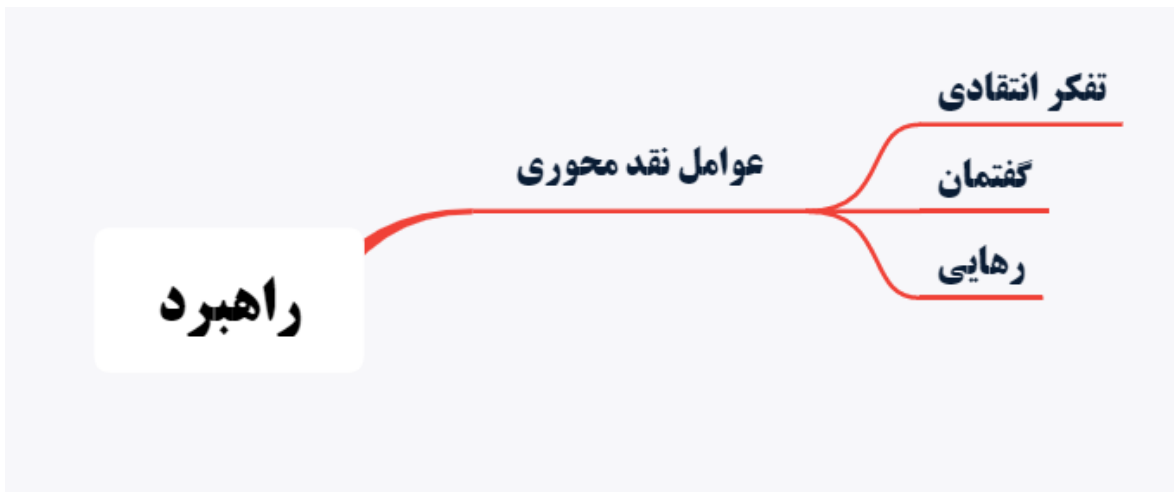 راهبرد
عوامل نقد محوری
تفکر انتقادی
گفتمان
رهایی